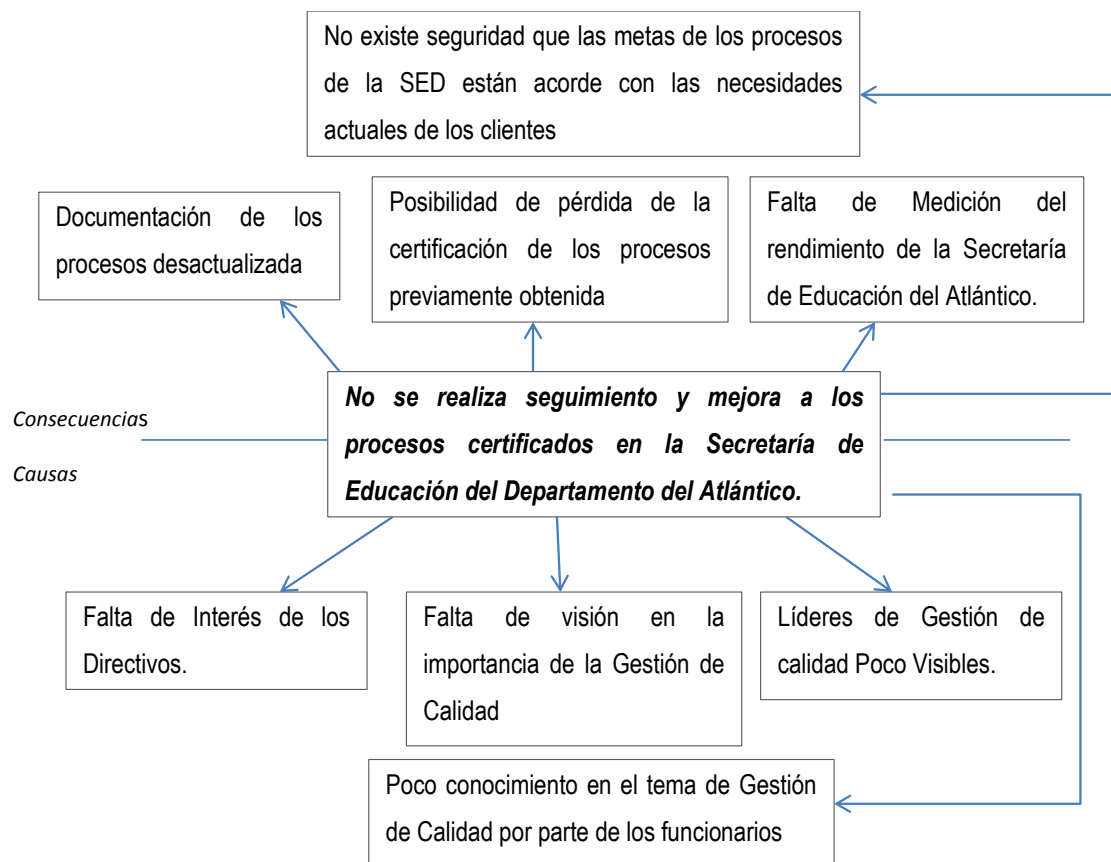 No existe seguridad que las metas de los procesos
de la SED están acorde con las necesidades
actuales de los clientes
Documentación de los
procesos desactualizada
Posibilidad de pérdida de la
certificación de los procesos
previamente obtenida
Falta de Medición del
rendimiento de la Secretaría
de Educación del Atlántico.
No se realiza seguimiento y mejora a los
procesos certificados en la Secretaría de
Educación del Departamento del Atlántico.
Consecuencias
Causas
Falta de Interés de los
Directivos.
Falta de visión en la
importancia de la Gestión de
Calidad
Líderes de Gestión de
calidad Poco Visibles.
Poco conocimiento en el tema de Gestión
de Calidad por parte de los funcionarios